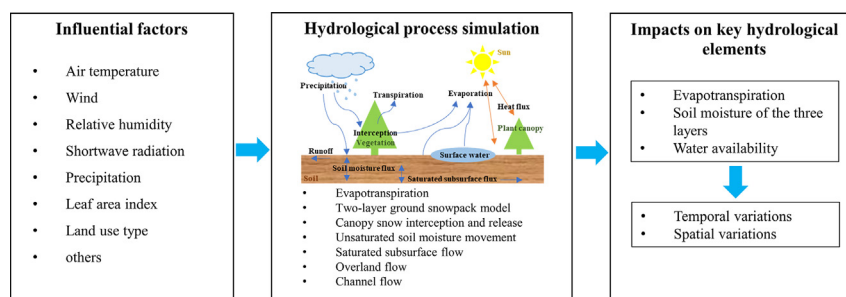 Influential factors
• Air temperature
• Wind
• Relative humidity
• Shortwave radiation
• Precipitation
• Leaf area index
• Land use type
• others
Hydrological process simulation
Sun
Precipitation
Transpiration
Evaporation
Heat flux
Interception
Vegetation
Plant canopy
Runoff
Surface water
Soil moisture flux
Soil
Saturated subsurface flux
• Evapotranspiration
• Two-layer ground snowpack model
• Canopy snow interception and release
• Unsaturated soil moisture movement
• Saturated subsurface flow
• Overland flow
• Channel flow
Impacts on key hydrological
elements
• Evapotranspiration
• Soil moisture of the three
layers
• Water availability
• Temporal variations
• Spatial variations